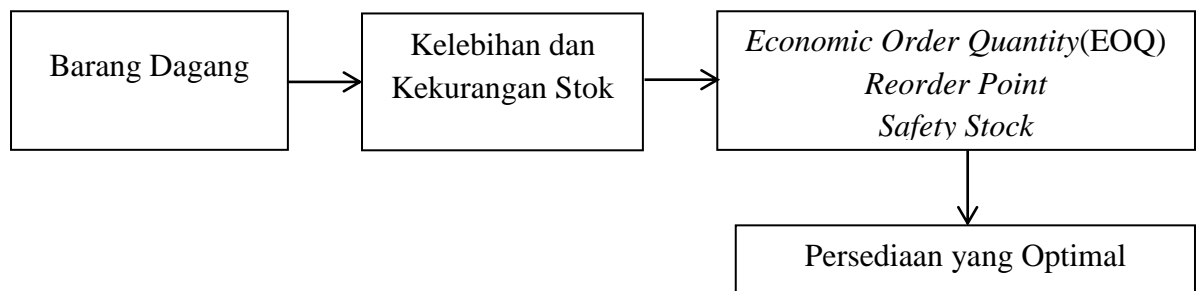 Barang Dagang
Kelebihan dan
Kekurangan Stok
Economic Order Quantity(EOQ)
Reorder Point
Safety Stock
Persediaan yang Optimal